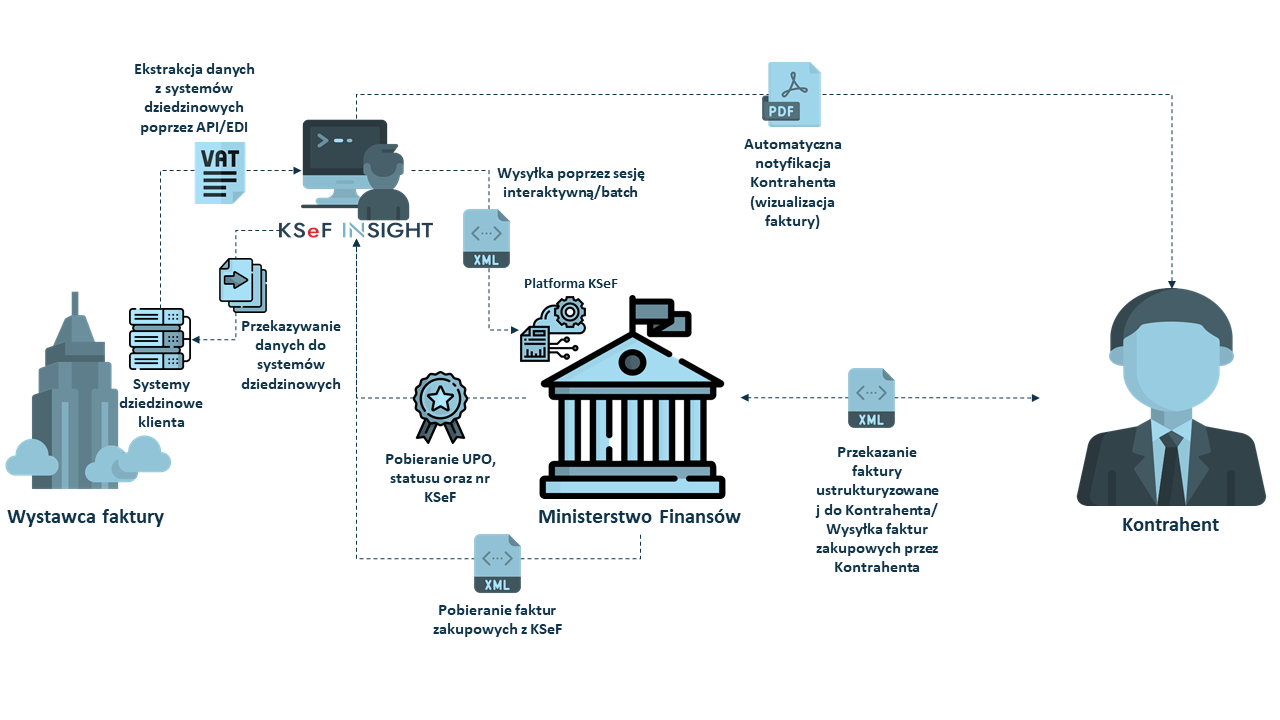 Ekstrakcja danych
z systemów
dziedzinowych
poprzez API/EDI
VAT
KSeF INSIGHT
Wysyłka poprzez sesję
interaktywną/batch
XML
PDF
Automatyczna
notyfikacja
Kontrahenta
(wizualizacja
faktury)
Platforma KSeF
Przekazywanie
danych do
systemów
dziedzinowych
Systemy
dziedzinowe
klienta
Wystawca faktury
Pobieranie UPO,
statusu oraz nr
KSeF
Ministerstwo Finansów
XML
Przekazanie
faktury
ustrukturyzowane
j do Kontrahenta/
Wysyłka faktur
zakupowych przez
Kontrahenta
Kontrahent
XML
Pobieranie faktur
zakupowych z KSeF